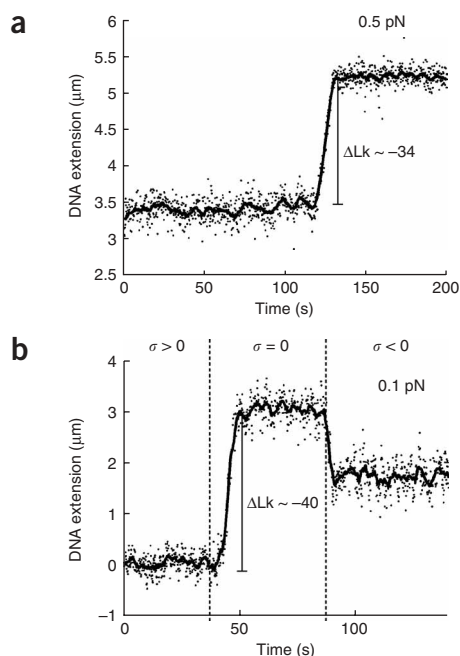 a
0.5 pN
6
5.5
5
4.5
4
3.5
3
2.5
DNA extension (µm)
ΔLk ~ −34
0 50 100 150 200
Time (s)
b
σ > 0 σ = 0 σ < 0
0.1 pN
4
3
2
1
0
−1
DNA extension (µm)
ΔLk ~ −40
0 50 100
Time (s)